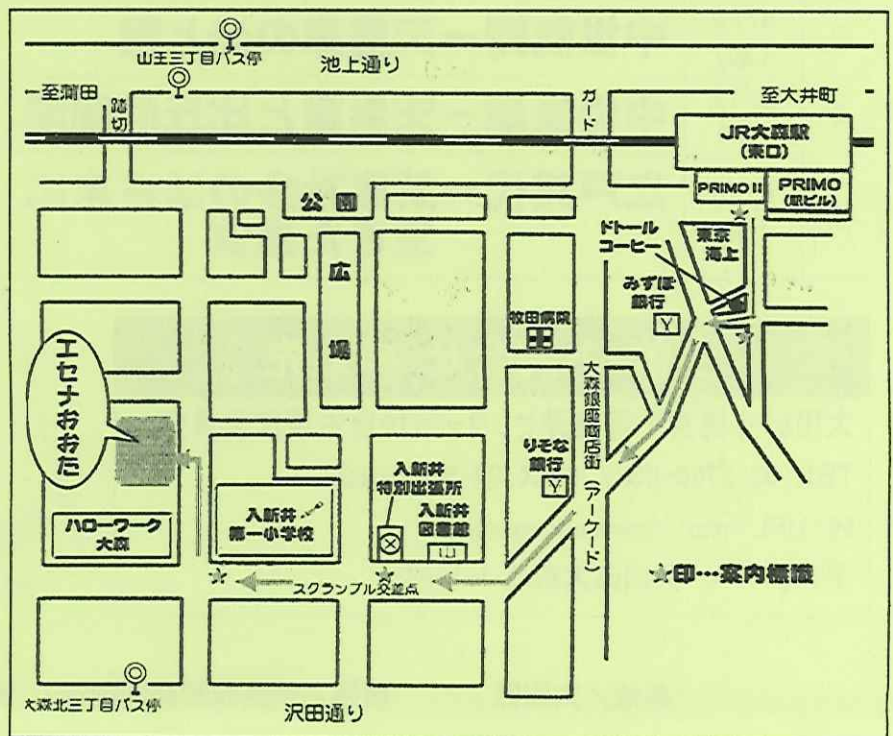 山王三丁目バス停
池上通り
←至蒲田
踏切
ガード
至大井町
JR大森駅
(東口)
PRIMO II
PRIMO
(駅ビル)
公園
広場
ドトール
コーヒー
東京
海上
みずほ
銀行
牧田病院
エセナおおた
大森銀座商店街(アーケード)
りそな
銀行
入新井
特別出張所
入新井
図書館
入新井
第一小学校
ハローワーク
大森
スクランブル交差点
☆印…案内標識
大森北三丁目バス停
沢田通り